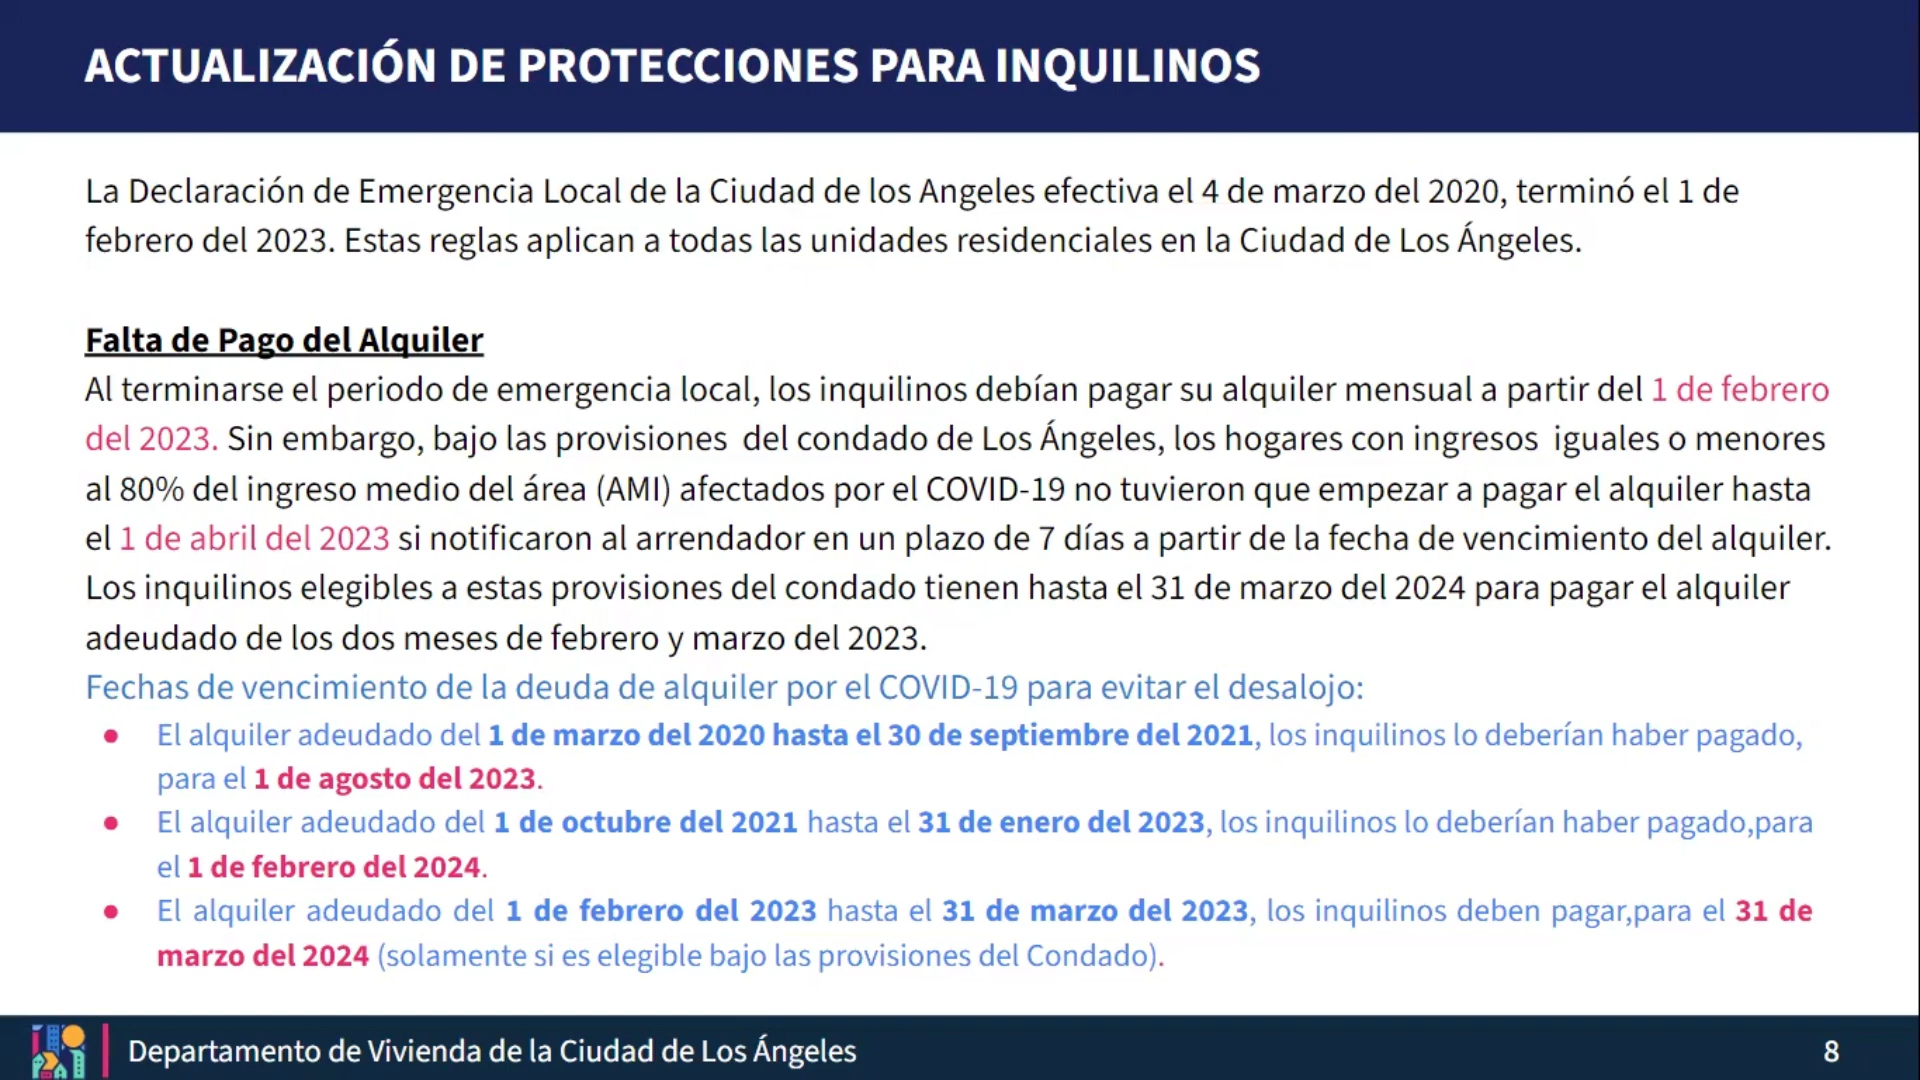 ACTUALIZACIÓN DE PROTECCIONES PARA INQUILINOS
La Declaración de Emergencia Local de la Ciudad de los Angeles efectiva el 4 de marzo del 2020, terminó el 1 de
febrero del 2023. Estas reglas aplican a todas las unidades residenciales en la Ciudad de Los Ángeles.
Falta de Pago del Alquiler
Al terminarse el periodo de emergencia local, los inquilinos debían pagar su alquiler mensual a partir del 1 de febrero
del 2023. Sin embargo, bajo las provisiones del condado de Los Ángeles, los hogares con ingresos iguales o menores
al 80% del ingreso medio del área (AMI) afectados por el COVID-19 no tuvieron que empezar a pagar el alquiler hasta
el 1 de abril del 2023 si notificaron al arrendador en un plazo de 7 días a partir de la fecha de vencimiento del alquiler.
Los inquilinos elegibles a estas provisiones del condado tienen hasta el 31 de marzo del 2024 para pagar el alquiler
adeudado de los dos meses de febrero y marzo del 2023.
Fechas de vencimiento de la deuda de alquiler por el COVID-19 para evitar el desalojo:
● El alquiler adeudado del 1 de marzo del 2020 hasta el 30 de septiembre del 2021, los inquilinos lo deberían haber pagado,
para el 1 de agosto del 2023.
● El alquiler adeudado del 1 de octubre del 2021 hasta el 31 de enero del 2023, los inquilinos lo deberían haber pagado,para
el 1 de febrero del 2024.
● El alquiler adeudado del 1 de febrero del 2023 hasta el 31 de marzo del 2023, los inquilinos deben pagar,para el 31 de
marzo del 2024 (solamente si es elegible bajo las provisiones del Condado).
Departamento de Vivienda de la Ciudad de Los Ángeles
8